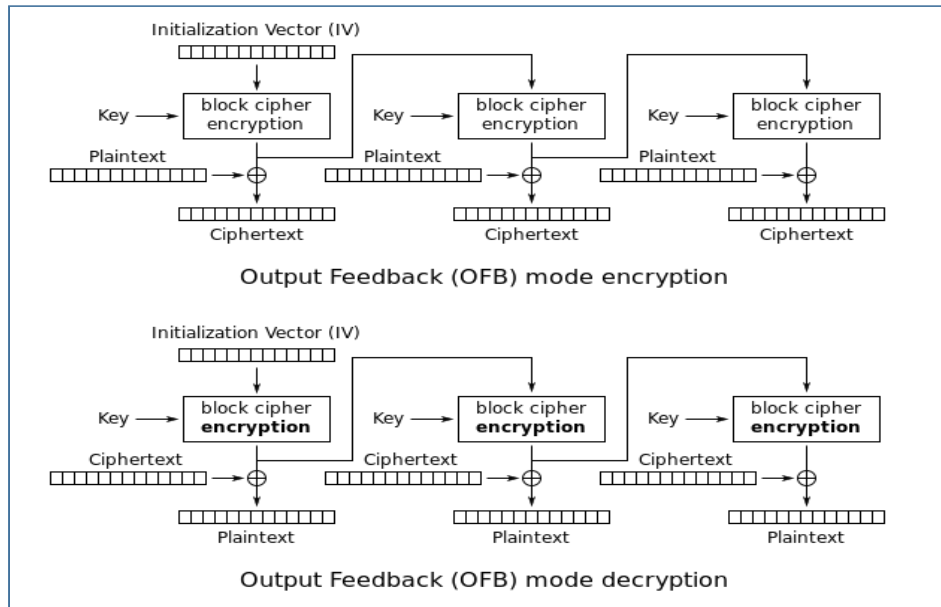 Initialization Vector (IV)
Key
block cipher
encryption
Key
block cipher
encryption
Key
block cipher
encryption
Plaintext
Plaintext
Plaintext
Ciphertext
Ciphertext
Ciphertext
Output Feedback (OFB) mode encryption
Initialization Vector (IV)
Key
block cipher
encryption
Key
block cipher
encryption
Key
block cipher
encryption
Ciphertext
Ciphertext
Ciphertext
Plaintext
Plaintext
Plaintext
Output Feedback (OFB) mode decryption